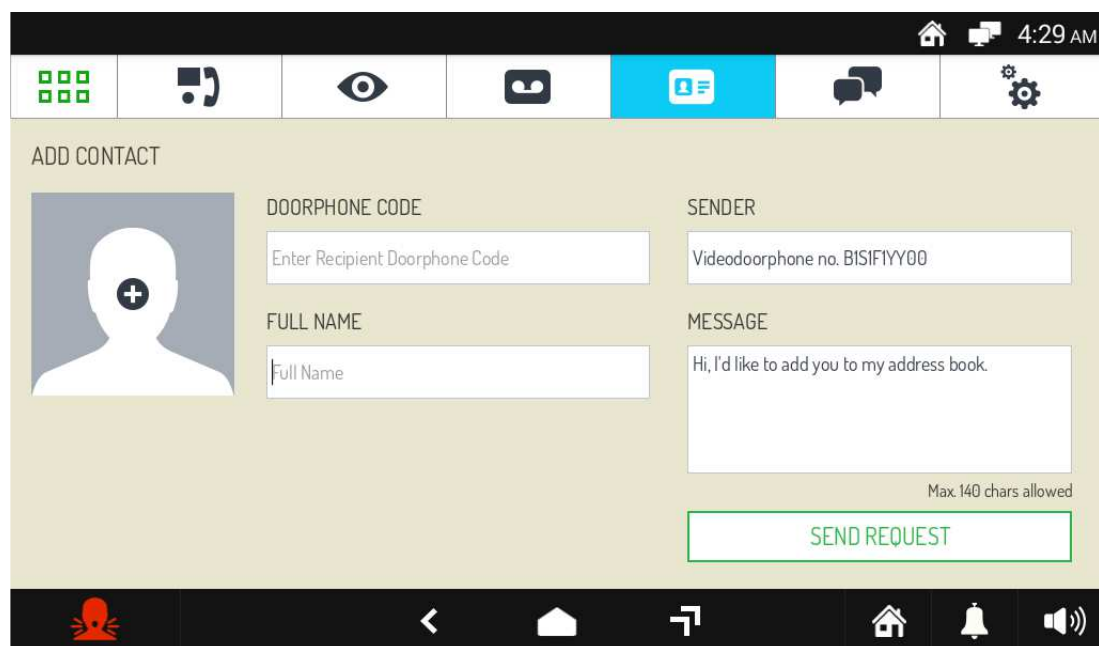 4:29 AM
ADD CONTACT
DOORPHONE CODE
Enter Recipient Doorphone Code
FULL NAME
Full Name
SENDER
Videodoorphone no. B1S1F1YY00
MESSAGE
Hi, I'd like to add you to my address book.
Max. 140 chars allowed
SEND REQUEST